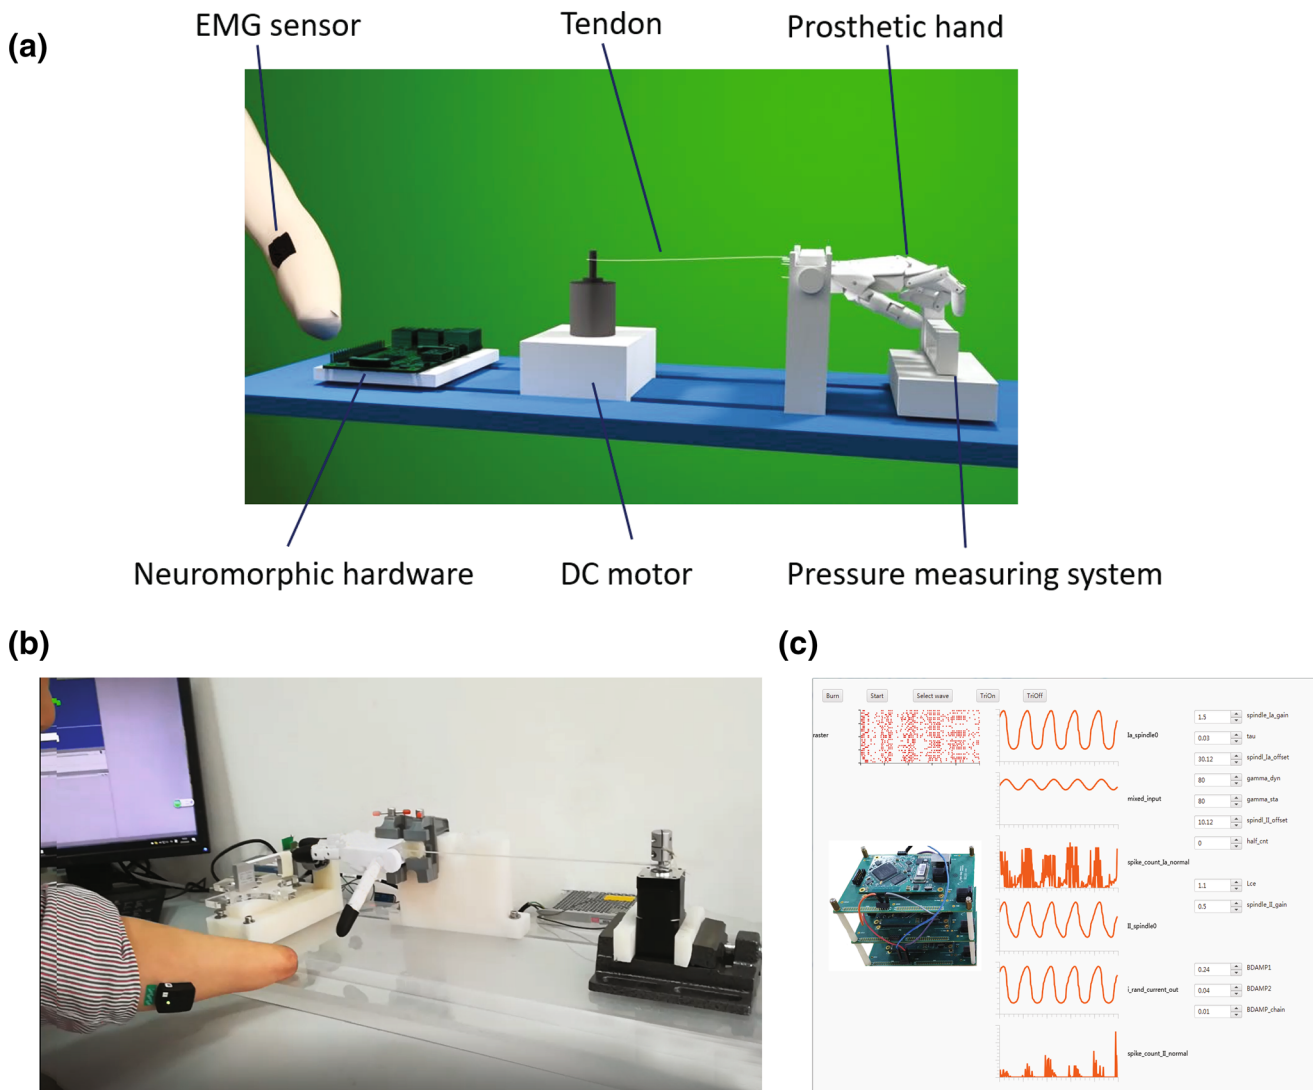 (a)
EMG sensor
Tendon
Prosthetic hand
Neuromorphic hardware
DC motor
Pressure measuring system
(b)
(c)
Burn
Start
Select wave
TriOn
TriOff
raster
Ia_spindle0
mixed_input
spike_count_Ia_normal
II_spindle0
i_rand_current_out
spike_count_II_normal
1.5 spindle_Ia_gain
0.03 tau
30.12 spindl_Ia_offset
80 gamma_dyn
80 gamma_sta
10.12 spindl_II_offset
0 half_cnt
1.1 Lce
0.5 spindle_II_gain
0.24 BDAMP1
0.04 BDAMP2
0.01 BDAMP_chain